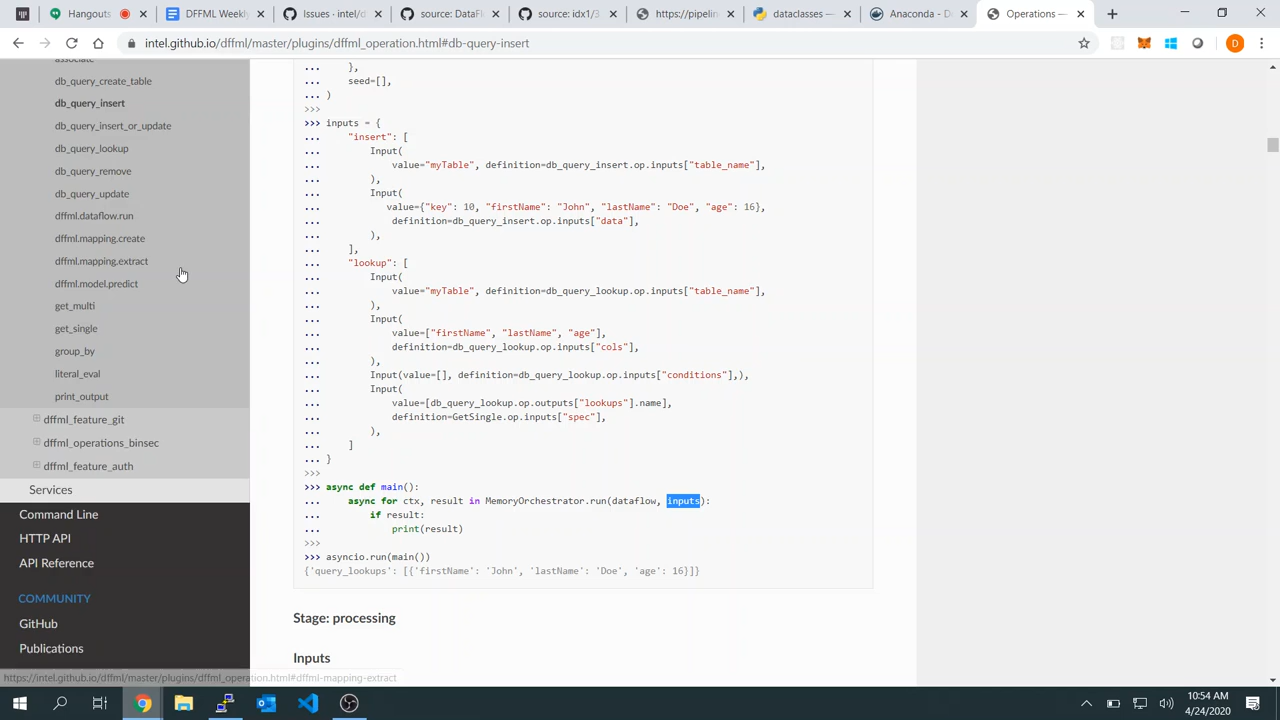 Hangouts
DFFML Weekly
Issues · intel/d
source: DataFl
source: idx1/3
https://pipelin
dataclasses —
Anaconda - De
Operations —
intel.github.io/dffml/master/plugins/dffml_operation.html#db-query-insert
D
associate
db_query_create_table
db_query_insert
db_query_insert_or_update
db_query_lookup
db_query_remove
db_query_update
dffml.dataflow.run
dffml.mapping.create
dffml.mapping.extract
dffml.model.predict
get_multi
get_single
group_by
literal_eval
print_output
dffml_feature_git
dffml_operations_binsec
dffml_feature_auth
Services
Command Line
HTTP API
API Reference
COMMUNITY
GitHub
Publications
... },
... seed=[],
... )
>>>
>>> inputs = {
... "insert": [
... Input(
... value="myTable", definition=db_query_insert.op.inputs["table_name"],
... ),
... Input(
... value={"key": 10, "firstName": "John", "lastName": "Doe", "age": 16},
... definition=db_query_insert.op.inputs["data"],
... ),
... ],
... "lookup": [
... Input(
... value="myTable", definition=db_query_lookup.op.inputs["table_name"],
... ),
... Input(
... value=["firstName", "lastName", "age"],
... definition=db_query_lookup.op.inputs["cols"],
... ),
... Input(value=[], definition=db_query_lookup.op.inputs["conditions"],),
... Input(
... value=[db_query_lookup.op.outputs["lookups"].name],
... definition=GetSingle.op.inputs["spec"],
... ),
... ]
... }
>>>
>>> async def main():
... async for ctx, result in MemoryOrchestrator.run(dataflow, inputs):
... if result:
... print(result)
>>>
>>> asyncio.run(main())
{'query_lookups': [{'firstName': 'John', 'lastName': 'Doe', 'age': 16}]}
Stage: processing
Inputs
https://intel.github.io/dffml/master/plugins/dffml_operation.html#dffml-mapping-extract
10:54 AM
4/24/2020